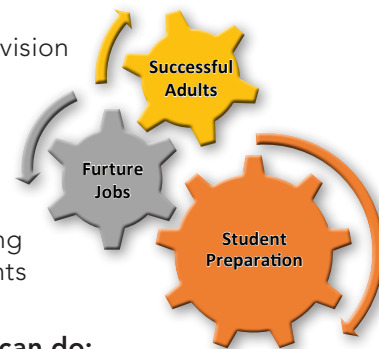 vision
Successful
Adults
Furture
Jobs
ng
nts
Student
Preparation
can do: